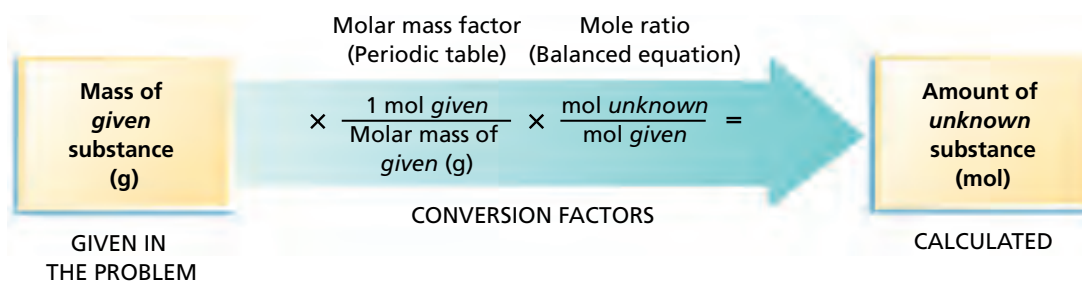 Molar mass factor
(Periodic table)
Mole ratio
(Balanced equation)
Mass of
given
substance
(g)
× 1 mol given × mol unknown =
Molar mass of
given (g)
mol given
Amount of
unknown
substance
(mol)
CONVERSION FACTORS
GIVEN IN
THE PROBLEM
CALCULATED